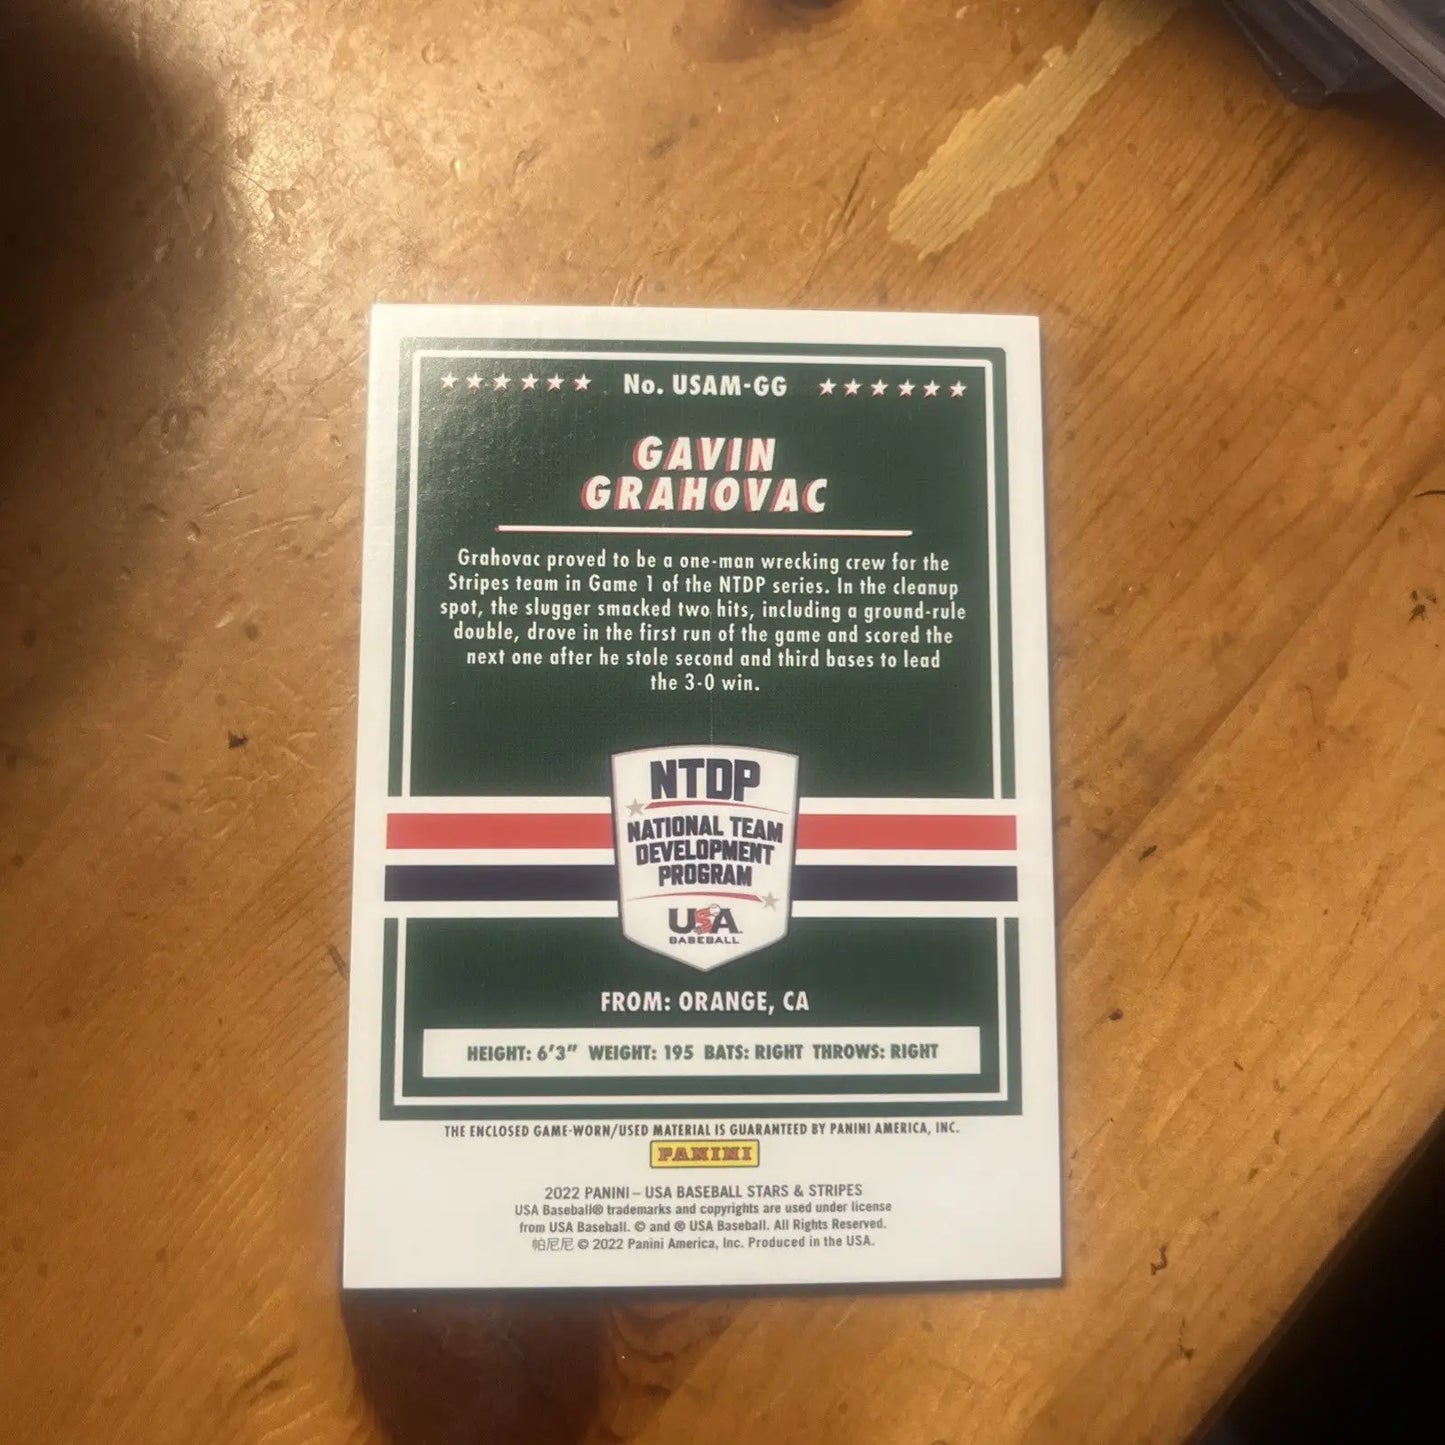 No. USAM-GG
GAVIN
GRAHOVAC
Grahovac proved to be a one-man wrecking crew for the
Stripes team in Game 1 of the NTDP series. In the cleanup
spot, the slugger smacked two hits, including a ground-rule
double, drove in the first run of the game and scored the
next one after he stole second and third bases to lead
the 3-0 win.
NTDP
NATIONAL TEAM
DEVELOPMENT
PROGRAM
USA
BASEBALL
FROM: ORANGE, CA
HEIGHT: 6'3" WEIGHT: 195 BATS: RIGHT THROWS: RIGHT
THE ENCLOSED GAME-WORN/USED MATERIAL IS GUARANTEED BY PANINI AMERICA, INC.
PANINI
2022 PANINI – USA BASEBALL STARS & STRIPES
USA Baseball® trademarks and copyrights are used under license
from USA Baseball. © and ® USA Baseball. All Rights Reserved.
帕尼尼 © 2022 Panini America, Inc. Produced in the USA.